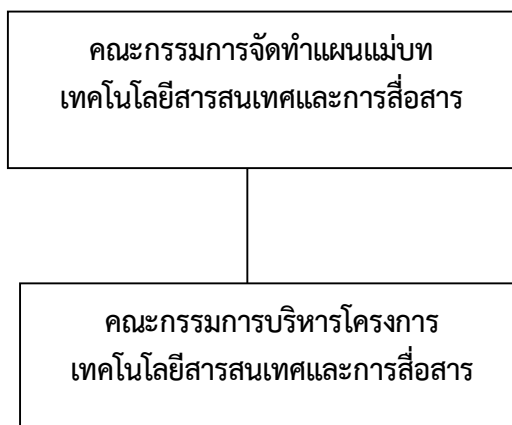 คณะกรรมการจัดทำแผนแม่บท
เทคโนโลยีสารสนเทศและการสื่อสาร
คณะกรรมการบริหารโครงการ
เทคโนโลยีสารสนเทศและการสื่อสาร